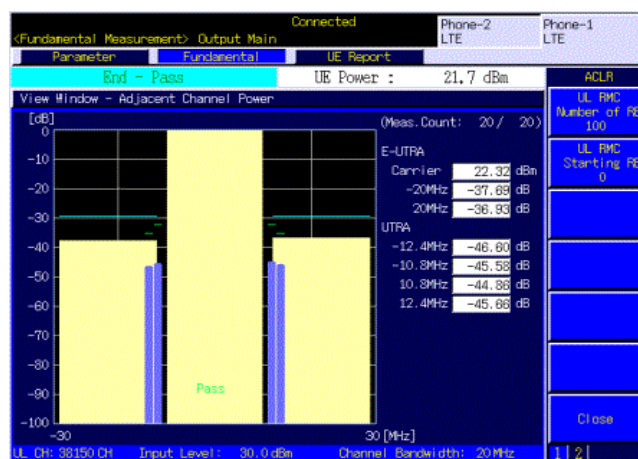 Connected
<Fundamental Measurement> Output Main
Phone-2
LTE
Phone-1
LTE
Parameter
Fundamental
UE Report
End - Pass
UE Power :
21.7 dBm
ACLR
View Window - Adjacent Channel Power
UL RMC
Number of RB
100
[dB]
(Meas.Count: 20/ 20)
0
-10
-20
-30
-40
-50
-60
-70
-80
-90
-100
E-UTRA
Carrier 22.32 dBm
-20MHz -37.69 dB
20MHz -36.93 dB
UTRA
-12.4MHz -46.60 dB
-10.8MHz -45.58 dB
10.8MHz -44.86 dB
12.4MHz -45.66 dB
UL RMC
Starting RB
0
Pass
-30
30 [MHz]
Close
UL CH: 38150 CH Input Level: 30.0 dBm Channel Bandwidth: 20 MHz
1 2